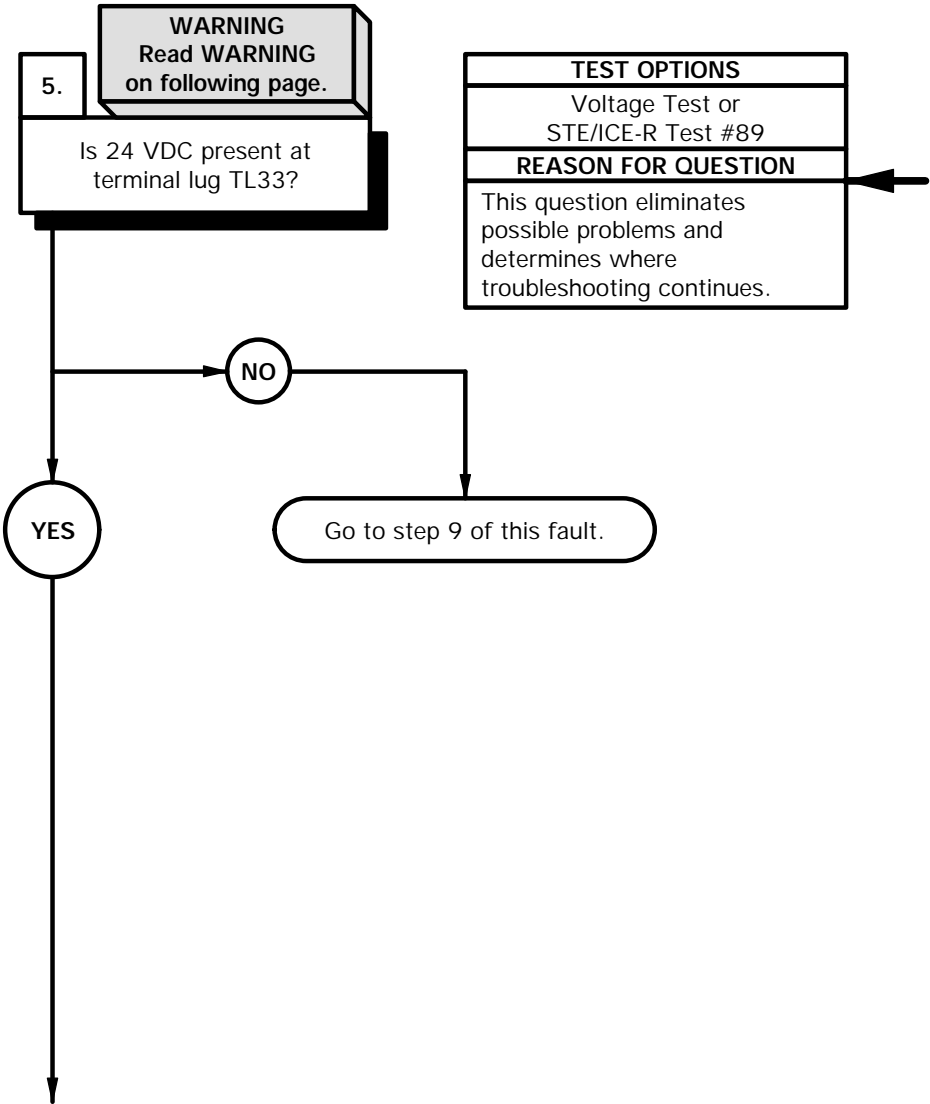 WARNING
Read WARNING
on following page.
5.
Is 24 VDC present at
terminal lug TL33?
TEST OPTIONS
Voltage Test or
STE/ICE-R Test #89
REASON FOR QUESTION
This question eliminates
possible problems and
determines where
troubleshooting continues.
NO
YES
Go to step 9 of this fault.